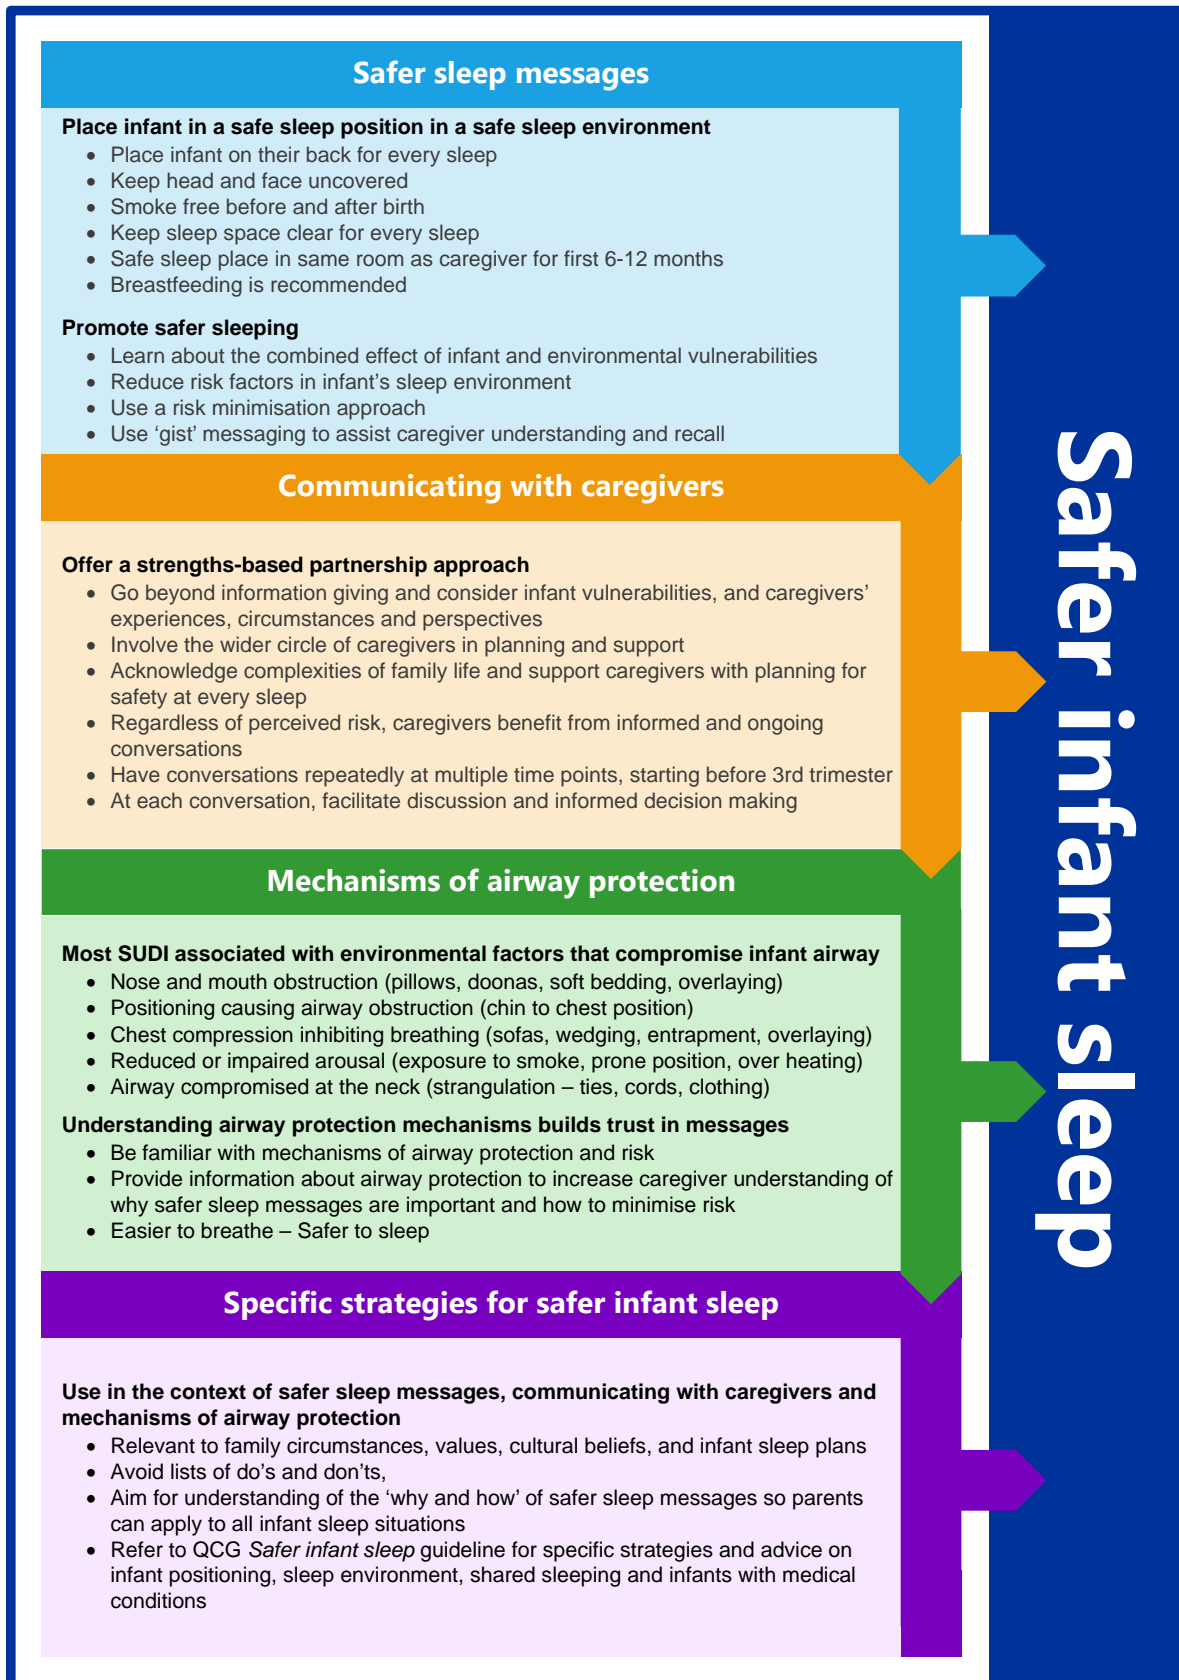 Safer sleep messages
Place infant in a safe sleep position in a safe sleep environment
• Place infant on their back for every sleep
• Keep head and face uncovered
• Smoke free before and after birth
• Keep sleep space clear for every sleep
• Safe sleep place in same room as caregiver for first 6-12 months
• Breastfeeding is recommended
Promote safer sleeping
• Learn about the combined effect of infant and environmental vulnerabilities
• Reduce risk factors in infant's sleep environment
• Use a risk minimisation approach
• Use 'gist' messaging to assist caregiver understanding and recall
Communicating with caregivers
Offer a strengths-based partnership approach
• Go beyond information giving and consider infant vulnerabilities, and caregivers'
experiences, circumstances and perspectives
• Involve the wider circle of caregivers in planning and support
• Acknowledge complexities of family life and support caregivers with planning for
safety at every sleep
• Regardless of perceived risk, caregivers benefit from informed and ongoing
conversations
• Have conversations repeatedly at multiple time points, starting before 3rd trimester
• At each conversation, facilitate discussion and informed decision making
Mechanisms of airway protection
Most SUDI associated with environmental factors that compromise infant airway
• Nose and mouth obstruction (pillows, doonas, soft bedding, overlaying)
• Positioning causing airway obstruction (chin to chest position)
• Chest compression inhibiting breathing (sofas, wedging, entrapment, overlaying)
• Reduced or impaired arousal (exposure to smoke, prone position, over heating)
• Airway compromised at the neck (strangulation – ties, cords, clothing)
Understanding airway protection mechanisms builds trust in messages
• Be familiar with mechanisms of airway protection and risk
• Provide information about airway protection to increase caregiver understanding of
why safer sleep messages are important and how to minimise risk
• Easier to breathe – Safer to sleep
Specific strategies for safer infant sleep
Use in the context of safer sleep messages, communicating with caregivers and
mechanisms of airway protection
• Relevant to family circumstances, values, cultural beliefs, and infant sleep plans
• Avoid lists of do's and don'ts,
• Aim for understanding of the 'why and how' of safer sleep messages so parents
can apply to all infant sleep situations
• Refer to QCG Safer infant sleep guideline for specific strategies and advice on
infant positioning, sleep environment, shared sleeping and infants with medical
conditions
Safer infant sleep